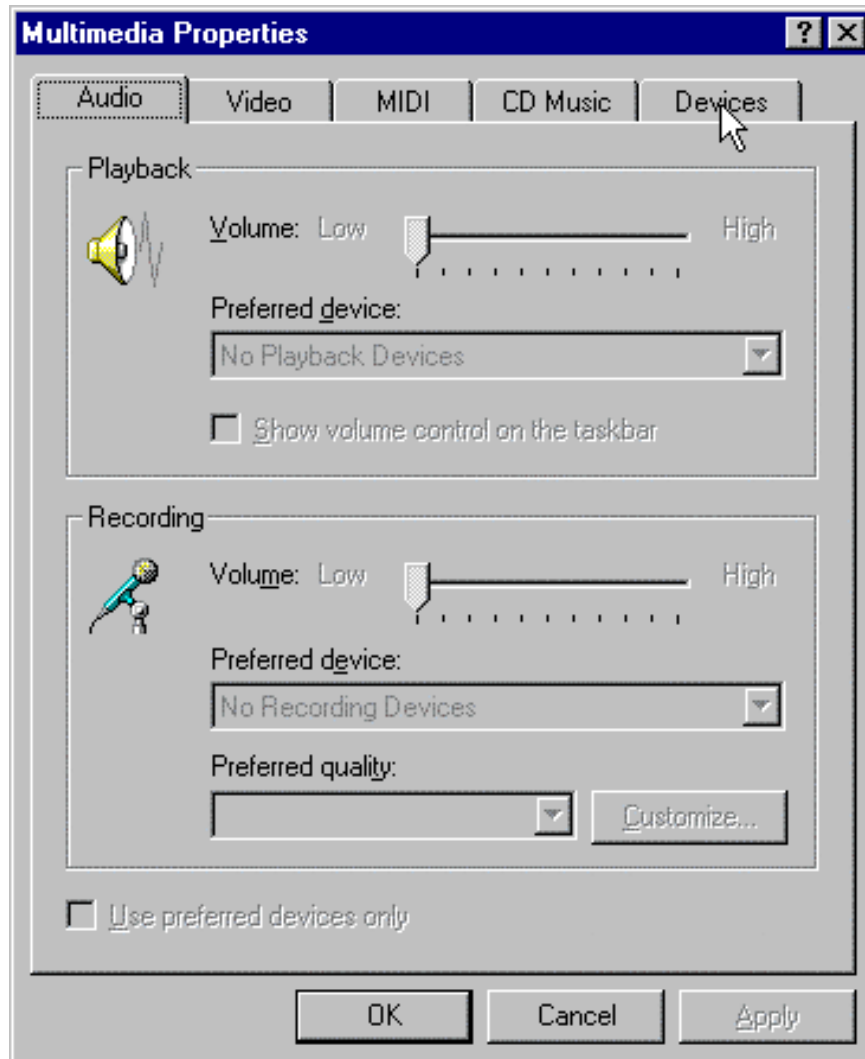 Multimedia Properties
Audio Video MIDI CD Music Devices
Playback
Volume: Low High
Preferred device:
No Playback Devices
Show volume control on the taskbar
Recording
Volume: Low High
Preferred device:
No Recording Devices
Preferred quality:
Customize...
Use preferred devices only
OK Cancel Apply